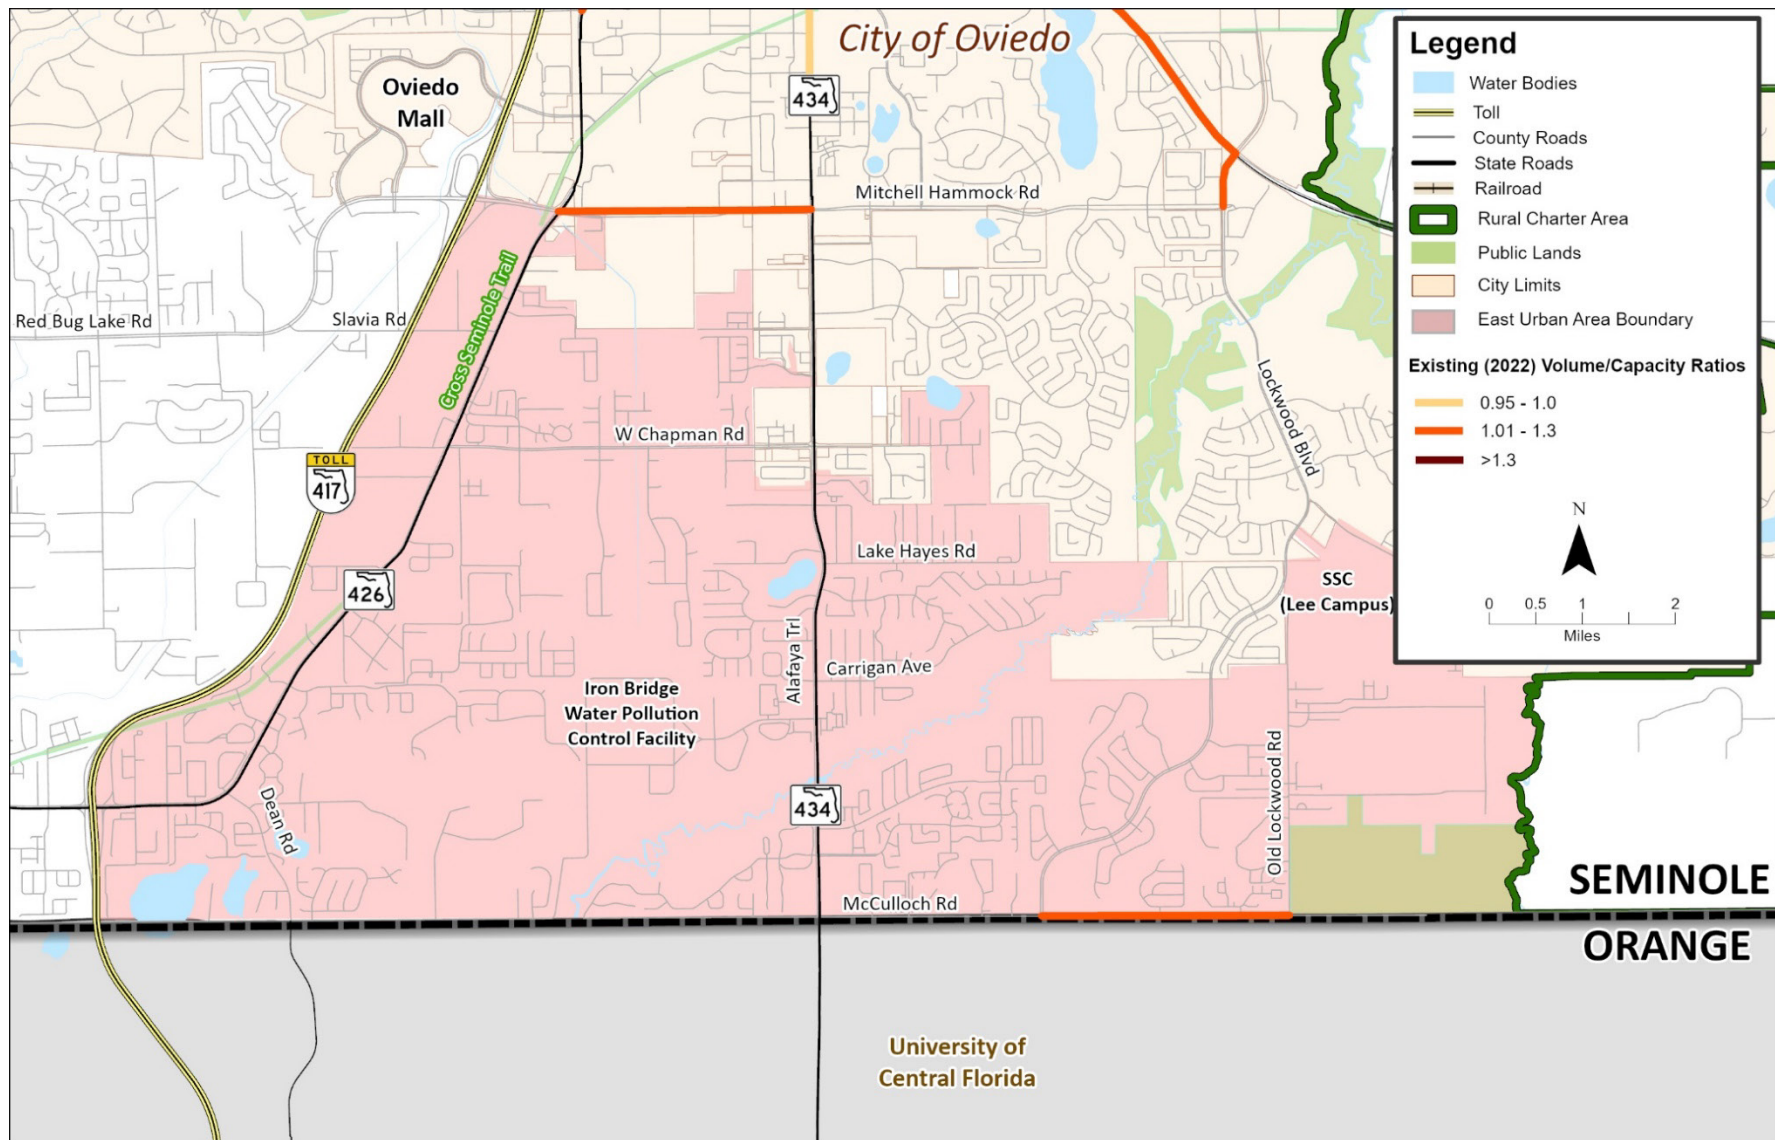 City of Oviedo
Oviedo
Mall
434
Mitchell Hammock Rd
Cross Seminole Trail
Red Bug Lake Rd
Slavia Rd
Lockwood Blvd
W Chapman Rd
TOLL
417
Lake Hayes Rd
426
SSC
(Lee Campus)
Alafaya Trl
Carrigan Ave
Iron Bridge
Water Pollution
Control Facility
Old Lockwood Rd
Dean Rd
434
McCulloch Rd
SEMINOLE
ORANGE
University of
Central Florida
Legend
Water Bodies
Toll
County Roads
State Roads
Railroad
Rural Charter Area
Public Lands
City Limits
East Urban Area Boundary
Existing (2022) Volume/Capacity Ratios
0.95 - 1.0
1.01 - 1.3
>1.3
N
0 0.5 1 2
Miles